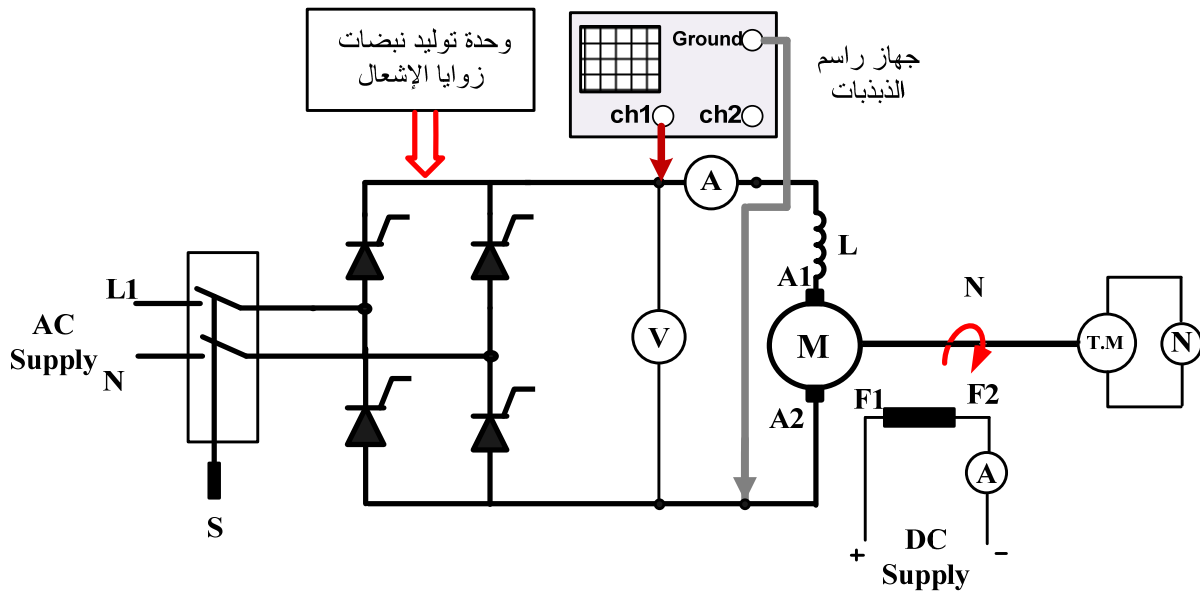 وحدة توليد نبضات
زوايا الإشعال
Ground
ch1
ch2
جهاز راسم
الذبذبات
A
L
A1
N
L1
AC
Supply
N
V
M
T.M
N
A2
F1
F2
A
S
+
DC
Supply
−